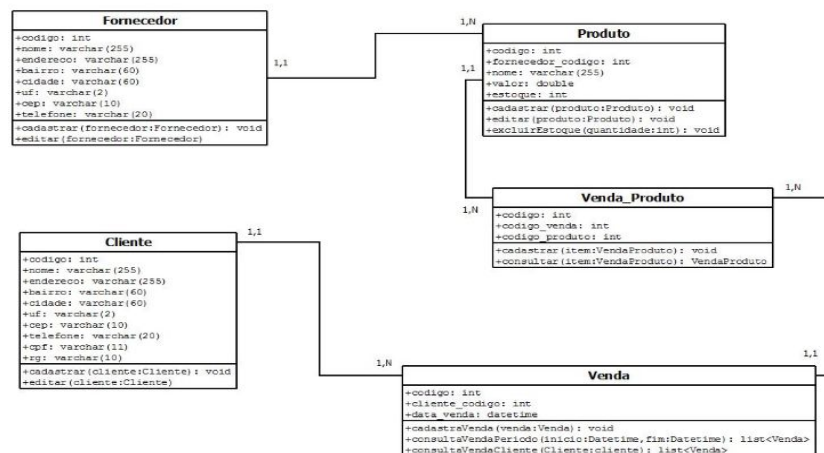 Fornecedor
+codigo: int
+nome: varchar(255)
+endereco: varchar(255)
+bairro: varchar(60)
+cidade: varchar(60)
+uf: varchar(2)
+cep: varchar(10)
+telefone: varchar(20)
+cadastrar(fornecedor:Fornecedor): void
+editar(fornecedor:Fornecedor)
1,1
1,N
Produto
+codigo: int
+fornecedor_codigo: int
+nome: varchar(255)
+valor: double
+estoque: int
+cadastrar(produto:Produto): void
+editar(produto:Produto): void
+excluirEstoque(quantidade:int): void
1,1
1,N
Venda_Produto
+codigo: int
+codigo_venda: int
+codigo_produto: int
+cadastrar(item:VendaProduto): void
+consultar(item:VendaProduto): VendaProduto
1,N
Cliente
+codigo: int
+nome: varchar(255)
+endereco: varchar(255)
+bairro: varchar(60)
+cidade: varchar(60)
+uf: varchar(2)
+cep: varchar(10)
+telefone: varchar(20)
+cpf: varchar(11)
+rg: varchar(10)
+cadastrar(cliente:Cliente): void
+editar(cliente:Cliente)
1,1
1,N
1,1
Venda
+codigo: int
+cliente_codigo: int
+data_venda: datetime
+cadastraVenda(venda:Venda): void
+consultaVendaPeriodo(inicio:Datetime,fim:Datetime): list<Venda>
+consultaVendaCliente(Cliente:cliente): list<Venda>